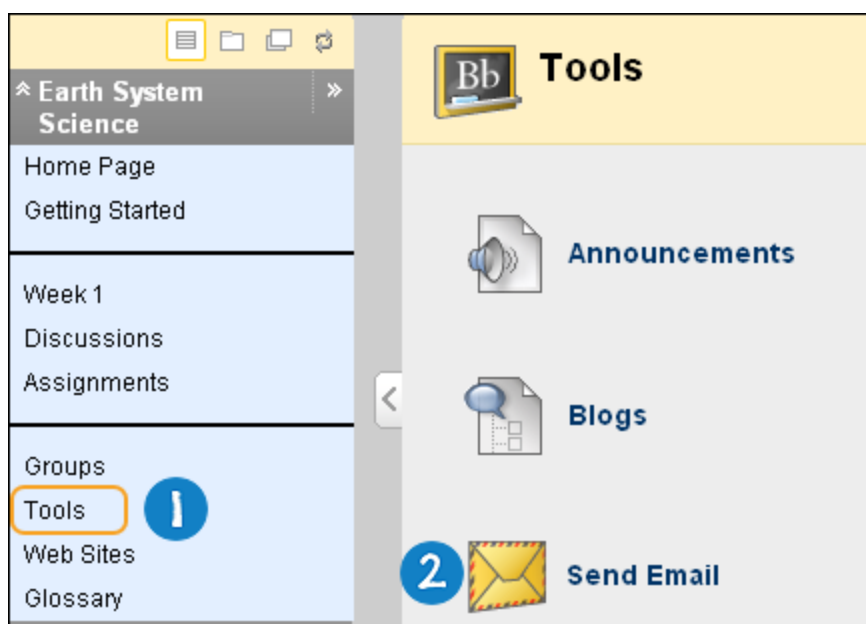 Earth System
Science
Home Page
Getting Started
Week 1
Discussions
Assignments
Groups
Tools
1
Web Sites
Glossary
Bb
Tools
Announcements
Blogs
2
Send Email